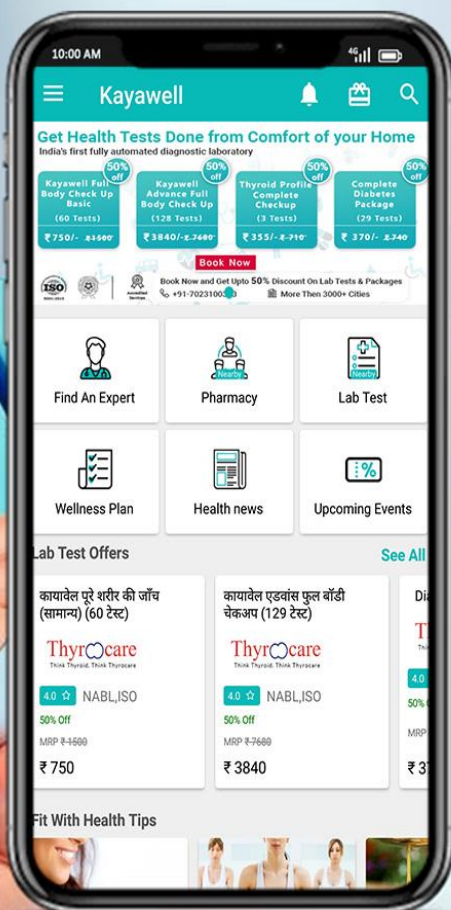 10:00 AM
4G
Kayawell
Get Health Tests Done from Comfort of your Home
India's first fully automated diagnostic laboratory
50% off
Kayawell Full Body Check Up Basic
(60 Tests)
₹750/- ₹1500
50% off
Kayawell Advance Full Body Check Up
(128 Tests)
₹3840/- ₹7680
50% off
Thyroid Profile Complete Checkup
(3 Tests)
₹355/- ₹710
50% off
Complete Diabetes Package
(29 Tests)
₹ 370/- ₹740
Book Now
ISO
Accredited Services
Book Now and Get Upto 50% Discount On Lab Tests & Packages
More Then 3000+ Cities
Find An Expert
Nearby
Pharmacy
Nearby
Lab Test
Wellness Plan
Health news
Upcoming Events
Lab Test Offers
See All
कायावेल पूरे शरीर की जाँच
(सामान्य) (60 टेस्ट)
Thyrocare
Think Thyroid. Think Thyrocare
4.0 NABL,ISO
50% Off
MRP ₹1500
₹ 750
कायावेल एडवांस फुल बॉडी
चेकअप (129 टेस्ट)
Thyrocare
Think Thyroid. Think Thyrocare
4.0 NABL,ISO
50% Off
MRP ₹7680
₹ 3840
4.0
50%
MRP
Fit With Health Tips